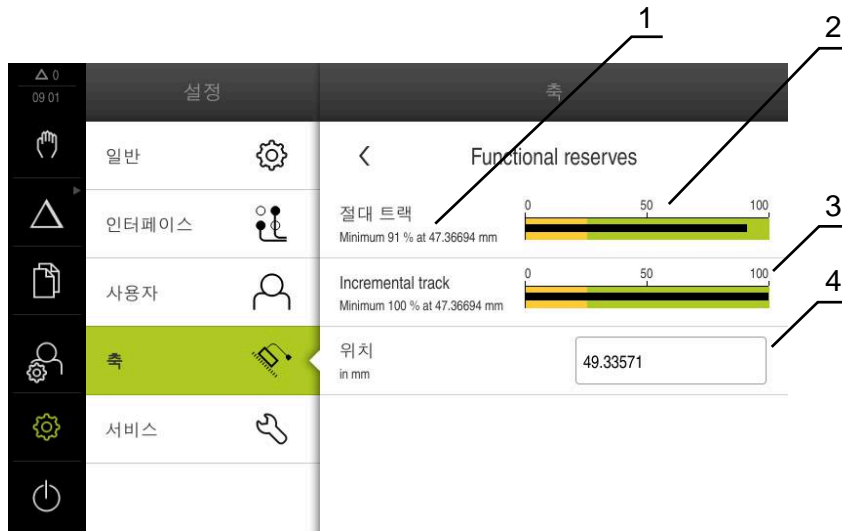 1
2
△ 0
09 01
설정
축
일반
Functional reserves
절대 트랙
Minimum 91 % at 47.36694 mm
0 50 100
인터페이스
3
Incremental track
Minimum 100 % at 47.36694 mm
0 50 100
사용자
4
위치
in mm
49.33571
축
서비스